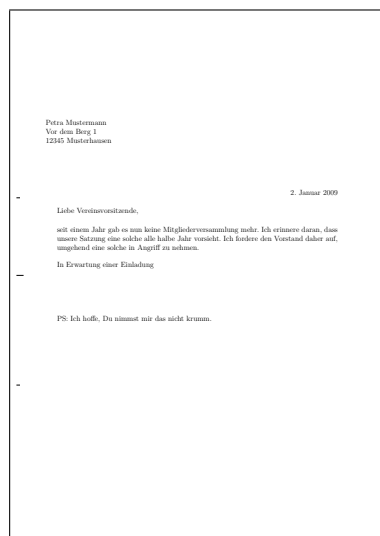 Petra Mustermann
Vor dem Berg 1
12345 Musterhausen
2. Januar 2009
Liebe Vereinsvorsitzende,
seit einem Jahr gab es nun keine Mitgliederversammlung mehr. Ich erinnere daran, dass
unsere Satzung eine solche alle halbe Jahr vorsieht. Ich fordere den Vorstand daher auf,
umgehend eine solche in Angriff zu nehmen.
In Erwartung einer Einladung
PS: Ich hoffe, Du nimmst mir das nicht krumm.